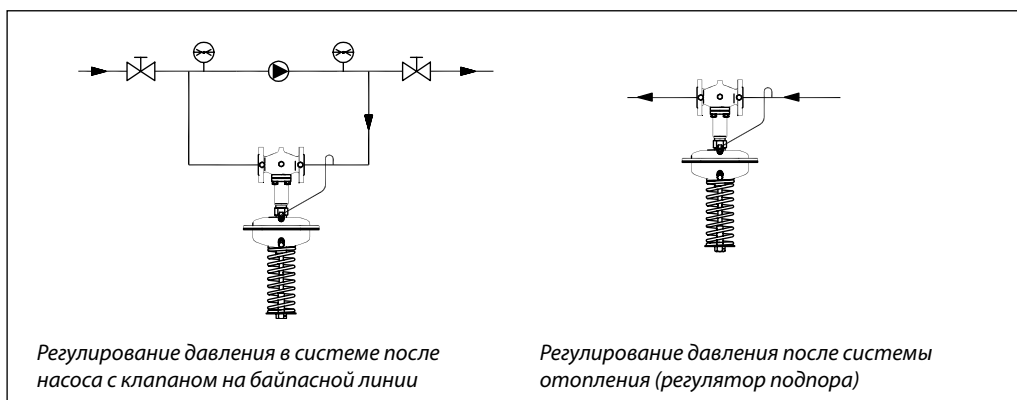 Регулирование давления в системе после
насоса с клапаном на байпасной линии
Регулирование давления после системы
отопления (регулятор подпора)